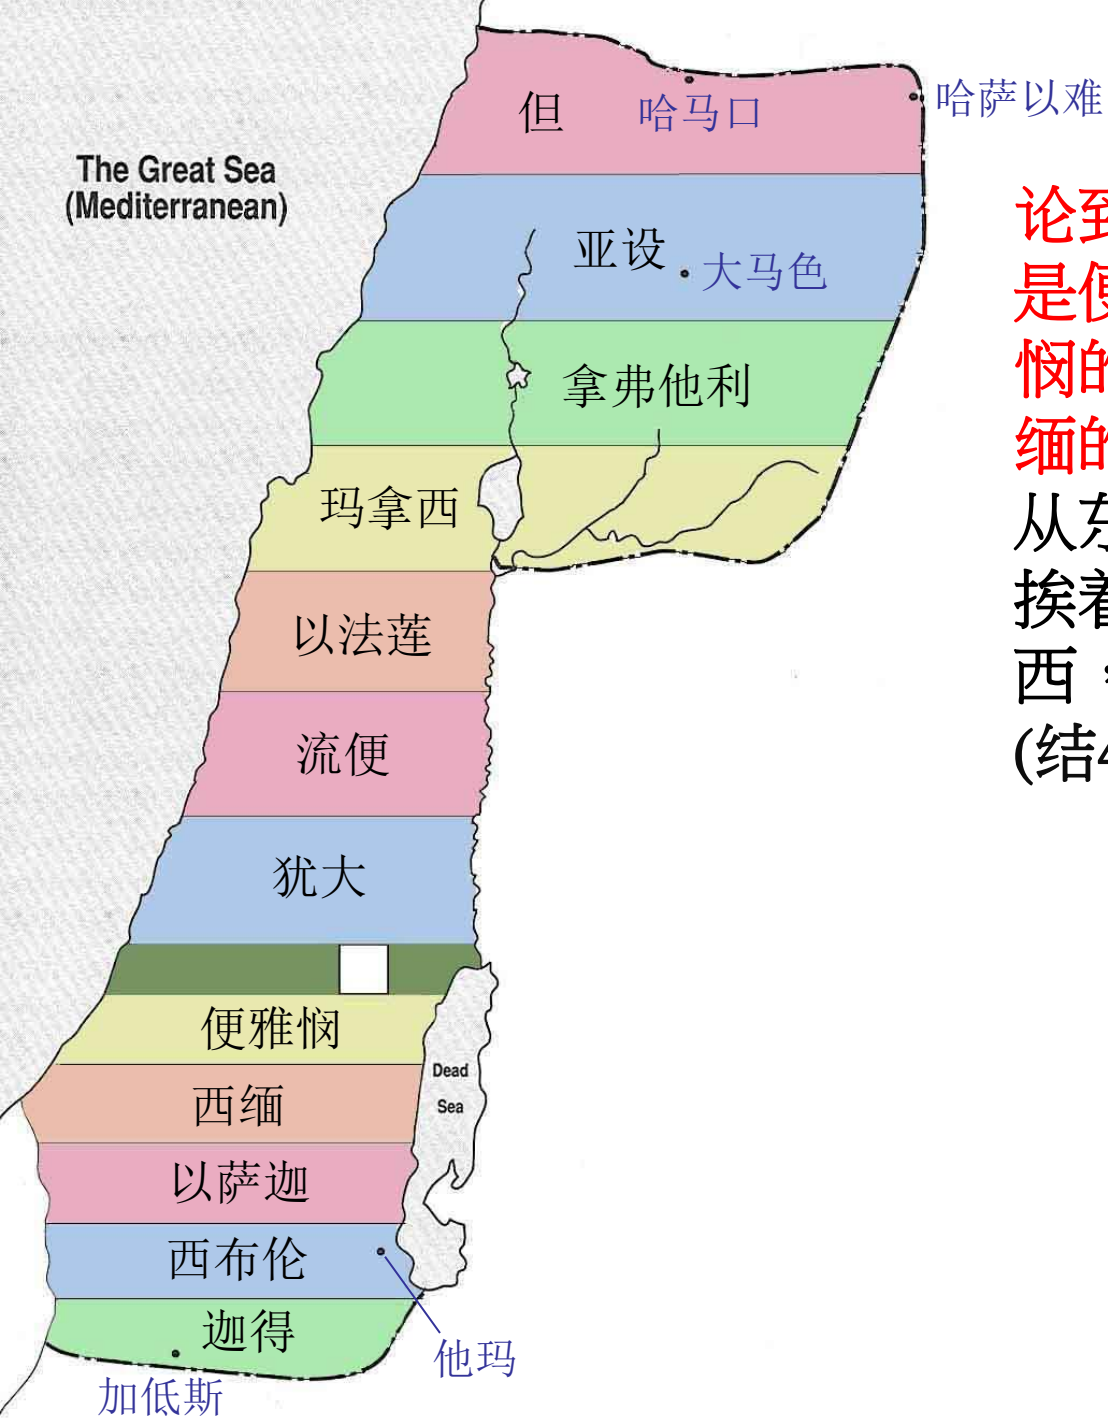 但
哈马口
哈萨以难
The Great Sea
(Mediterranean)
亚设
大马色
拿弗他利
玛拿西
以法莲
流便
犹大
便雅悯
西缅
以萨迦
西布伦
迦得
Dead
Sea
他玛
加低斯
论
是
悯的
缅的
从东
挨着
西，
(结4